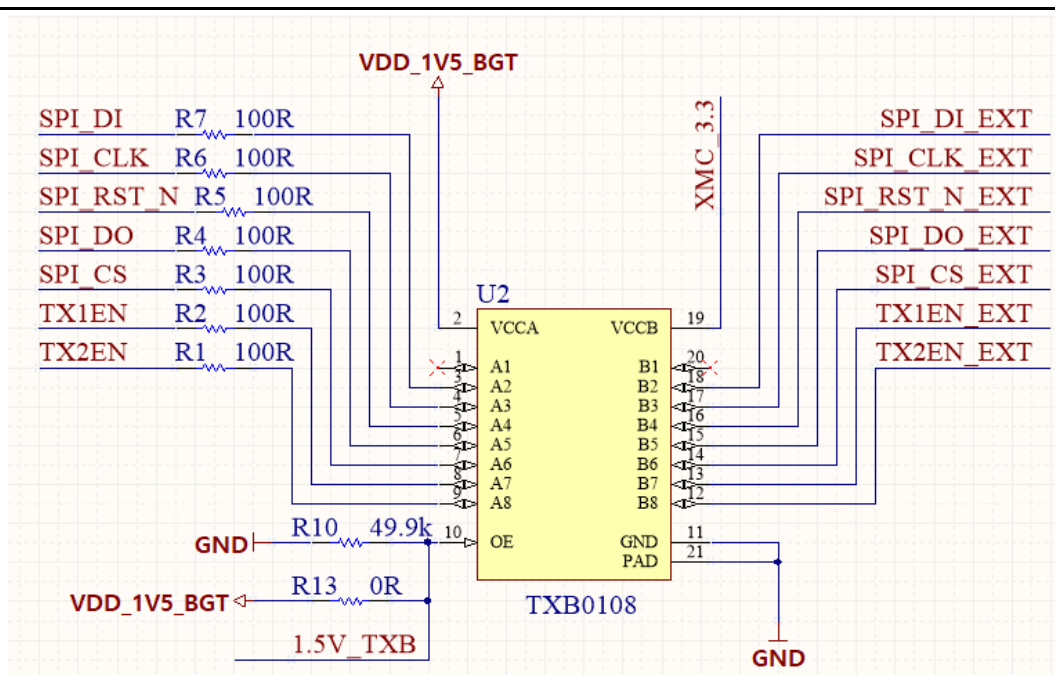 VDD_1V5_BGT
XMC_3.3
SPI_DI R7 100R
SPI_CLK R6 100R
SPI_RST_N R5 100R
SPI_DO R4 100R
SPI_CS R3 100R
TX1EN R2 100R
TX2EN R1 100R
SPI_DI_EXT
SPI_CLK_EXT
SPI_RST_N_EXT
SPI_DO_EXT
SPI_CS_EXT
TX1EN_EXT
TX2EN_EXT
U2
2 VCCA VCCB 19
1 A1 B1 20
3 A2 B2 18
4 A3 B3 17
5 A4 B4 16
6 A5 B5 15
7 A6 B6 14
8 A7 B7 13
9 A8 B8 12
10 OE GND 11
PAD 21
TXB0108
GND R10 49.9k
VDD_1V5_BGT R13 0R
1.5V_TXB
GND